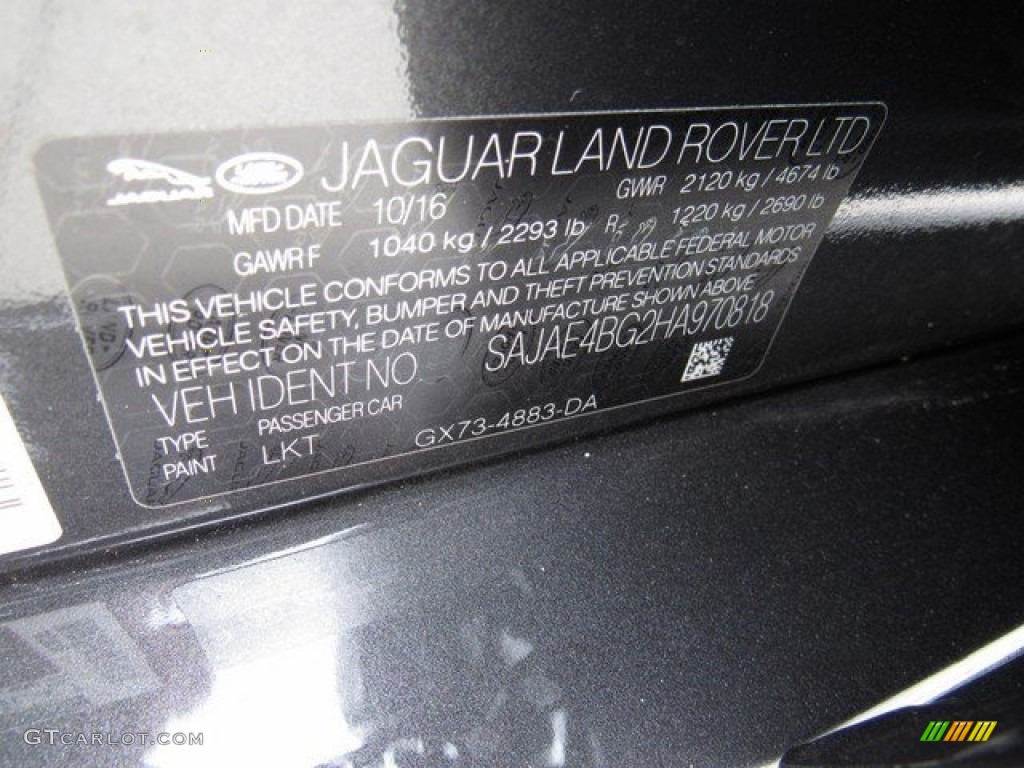 JAGUAR LAND ROVER LTD
MFD DATE 10/16 GWWR 2120 kg / 4674 lb
GAWR F 1040 kg / 2293 lb R 1220 kg / 2690 lb
THIS VEHICLE CONFORMS TO ALL APPLICABLE FEDERAL MOTOR
VEHICLE SAFETY, BUMPER AND THEFT PREVENTION STANDARDS
IN EFFECT ON THE DATE OF MANUFACTURE SHOWN ABOVE
VEH IDENT NO SAJAE4BG2HA970818
TYPE PASSENGER CAR
PAINT LKT GX73-4883-DA
GTCARLOT.COM